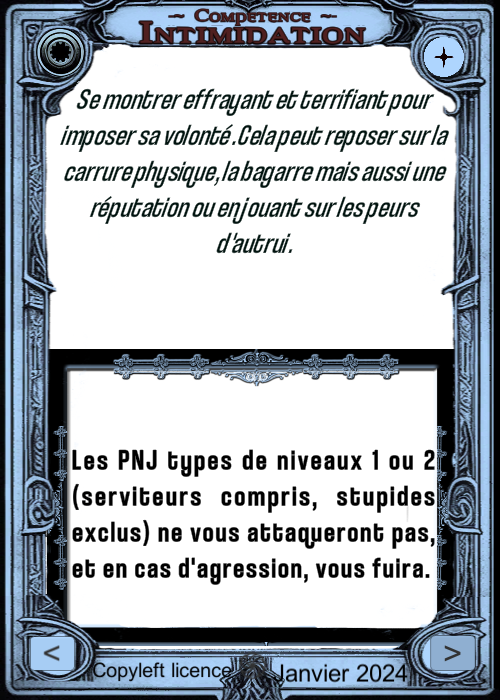 ~ Compétence ~
Intimidation
Se montrer effrayant et terrifiant pour
imposer sa volonté. Cela peut reposer sur la
carrure physique, la bagarre mais aussi une
réputation ou en jouant sur les peurs
d'autrui.
Les PNJ types de niveaux 1 ou 2
(serviteurs compris, stupides
exclus) ne vous attaqueront pas,
et en cas d'agression, vous fuira.
< >
Copyleft licence Janvier 2024